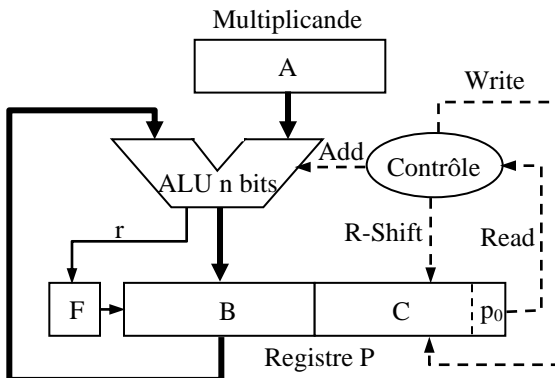 Multiplicande
A
Write
Add
Contrôle
ALU n bits
r
R-Shift
Read
F
B
C
p₀
Registre P